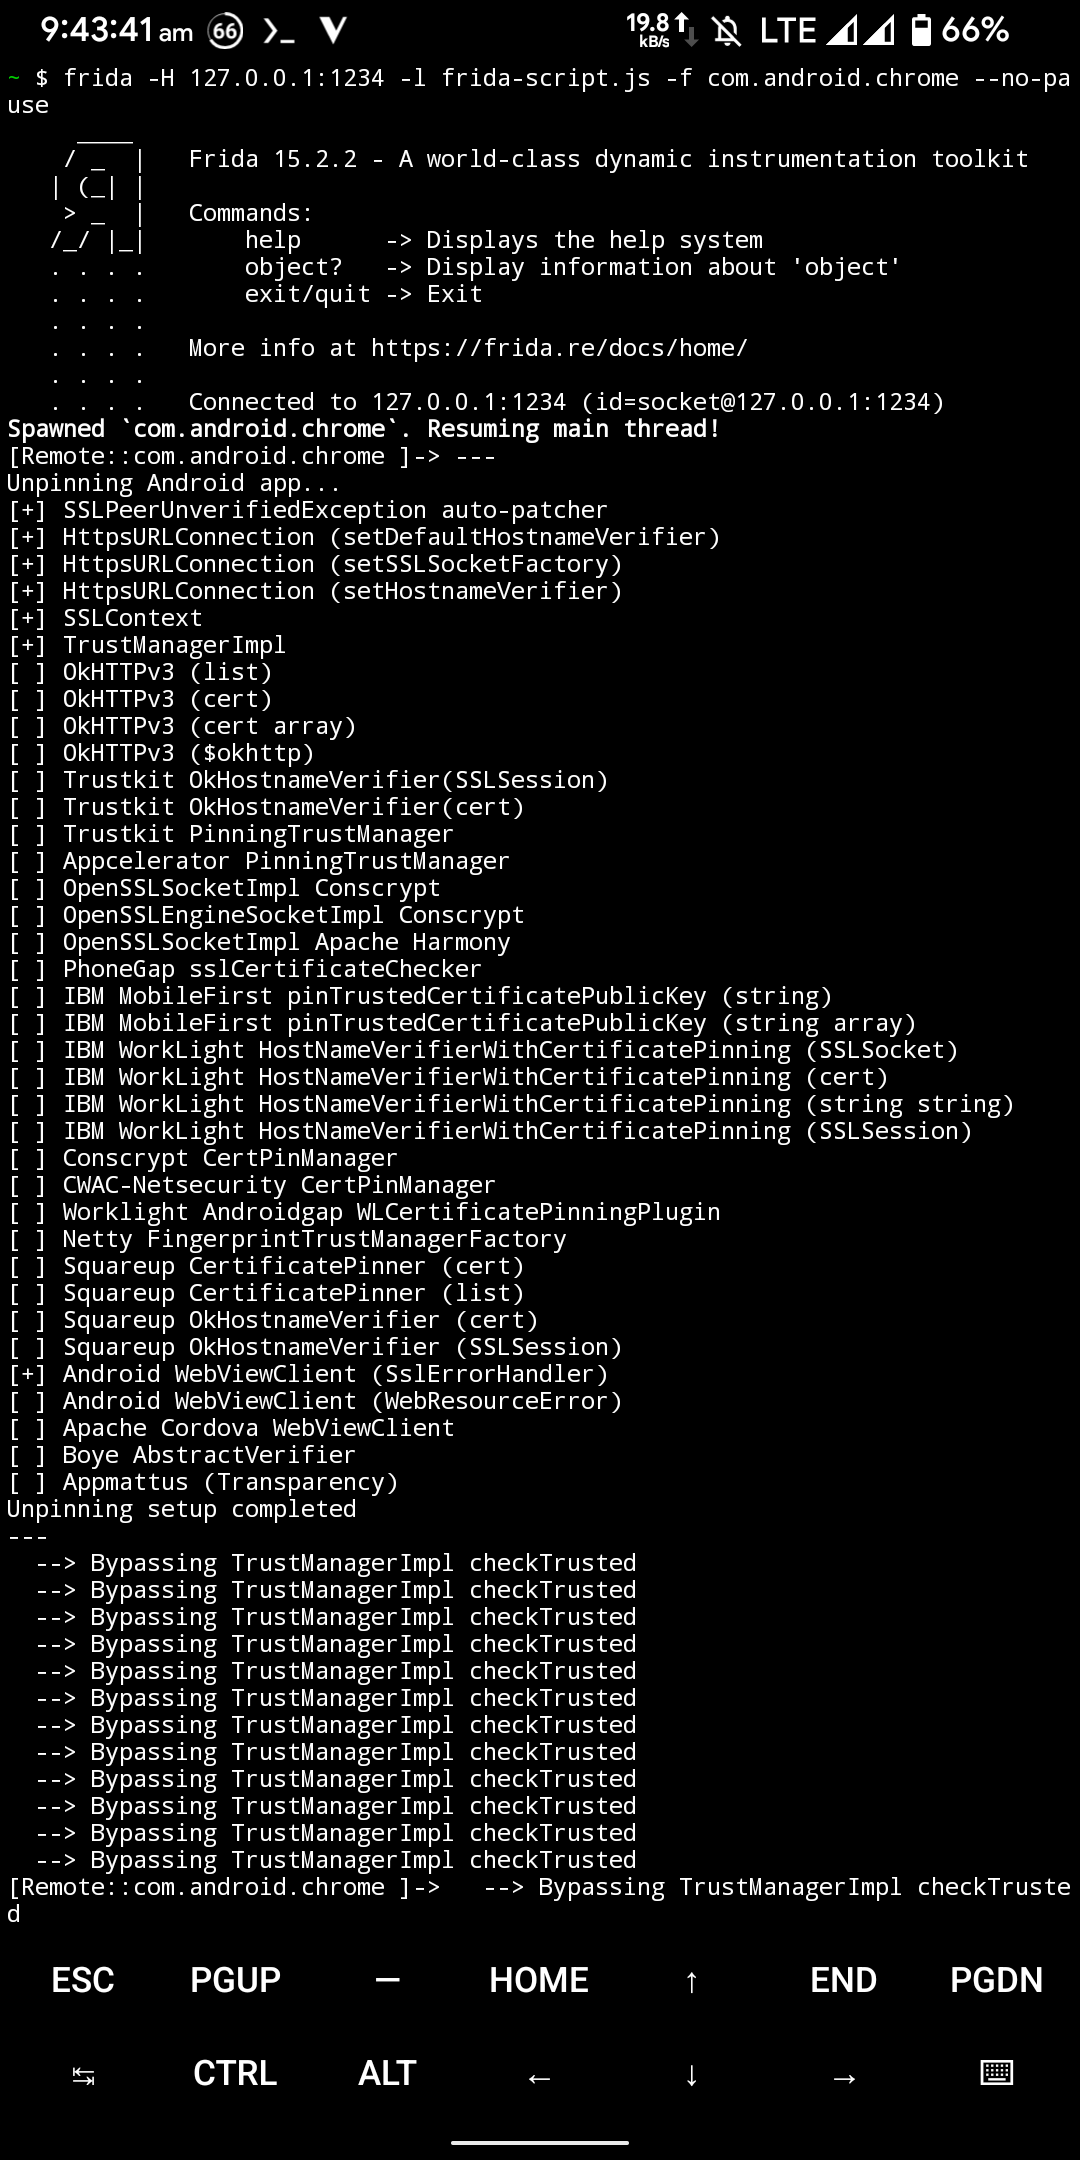 9:43:41 am 66 >_ V 19.8 kB/s LTE 66%
~ $ frida -H 127.0.0.1:1234 -l frida-script.js -f com.android.chrome --no-pa
use
     ____
    / _  |   Frida 15.2.2 - A world-class dynamic instrumentation toolkit
   | (_| |
    > _  |   Commands:
   /_/ |_|       help      -> Displays the help system
   . . . .       object?   -> Display information about 'object'
   . . . .       exit/quit -> Exit
   . . . .
   . . . .   More info at https://frida.re/docs/home/
   . . . .
   . . . .   Connected to 127.0.0.1:1234 (id=socket@127.0.0.1:1234)
Spawned `com.android.chrome`. Resuming main thread!
[Remote::com.android.chrome ]-> ---
Unpinning Android app...
[+] SSLPeerUnverifiedException auto-patcher
[+] HttpsURLConnection (setDefaultHostnameVerifier)
[+] HttpsURLConnection (setSSLSocketFactory)
[+] HttpsURLConnection (setHostnameVerifier)
[+] SSLContext
[+] TrustManagerImpl
[ ] OkHTTPv3 (list)
[ ] OkHTTPv3 (cert)
[ ] OkHTTPv3 (cert array)
[ ] OkHTTPv3 ($okhttp)
[ ] Trustkit OkHostnameVerifier(SSLSession)
[ ] Trustkit OkHostnameVerifier(cert)
[ ] Trustkit PinningTrustManager
[ ] Appcelerator PinningTrustManager
[ ] OpenSSLSocketImpl Conscrypt
[ ] OpenSSLEngineSocketImpl Conscrypt
[ ] OpenSSLSocketImpl Apache Harmony
[ ] PhoneGap sslCertificateChecker
[ ] IBM MobileFirst pinTrustedCertificatePublicKey (string)
[ ] IBM MobileFirst pinTrustedCertificatePublicKey (string array)
[ ] IBM WorkLight HostNameVerifierWithCertificatePinning (SSLSocket)
[ ] IBM WorkLight HostNameVerifierWithCertificatePinning (cert)
[ ] IBM WorkLight HostNameVerifierWithCertificatePinning (string string)
[ ] IBM WorkLight HostNameVerifierWithCertificatePinning (SSLSession)
[ ] Conscrypt CertPinManager
[ ] CWAC-Netsecurity CertPinManager
[ ] Worklight Androidgap WLCertificatePinningPlugin
[ ] Netty FingerprintTrustManagerFactory
[ ] Squareup CertificatePinner (cert)
[ ] Squareup CertificatePinner (list)
[ ] Squareup OkHostnameVerifier (cert)
[ ] Squareup OkHostnameVerifier (SSLSession)
[+] Android WebViewClient (SslErrorHandler)
[ ] Android WebViewClient (WebResourceError)
[ ] Apache Cordova WebViewClient
[ ] Boye AbstractVerifier
[ ] Appmattus (Transparency)
Unpinning setup completed
---
  --> Bypassing TrustManagerImpl checkTrusted
  --> Bypassing TrustManagerImpl checkTrusted
  --> Bypassing TrustManagerImpl checkTrusted
  --> Bypassing TrustManagerImpl checkTrusted
  --> Bypassing TrustManagerImpl checkTrusted
  --> Bypassing TrustManagerImpl checkTrusted
  --> Bypassing TrustManagerImpl checkTrusted
  --> Bypassing TrustManagerImpl checkTrusted
  --> Bypassing TrustManagerImpl checkTrusted
  --> Bypassing TrustManagerImpl checkTrusted
  --> Bypassing TrustManagerImpl checkTrusted
  --> Bypassing TrustManagerImpl checkTrusted
[Remote::com.android.chrome ]->   --> Bypassing TrustManagerImpl checkTruste
d
ESC PGUP — HOME ↑ END PGDN
↹ CTRL ALT ← ↓ →